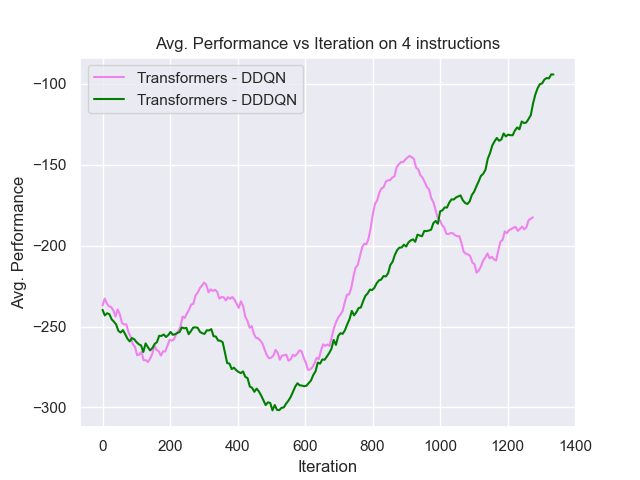 Avg. Performance vs Iteration on 4 instructions
Transformers - DDQN
Transformers - DDDQN
Avg. Performance
−100
−150
−200
−250
−300
0 200 400 600 800 1000 1200 1400
Iteration